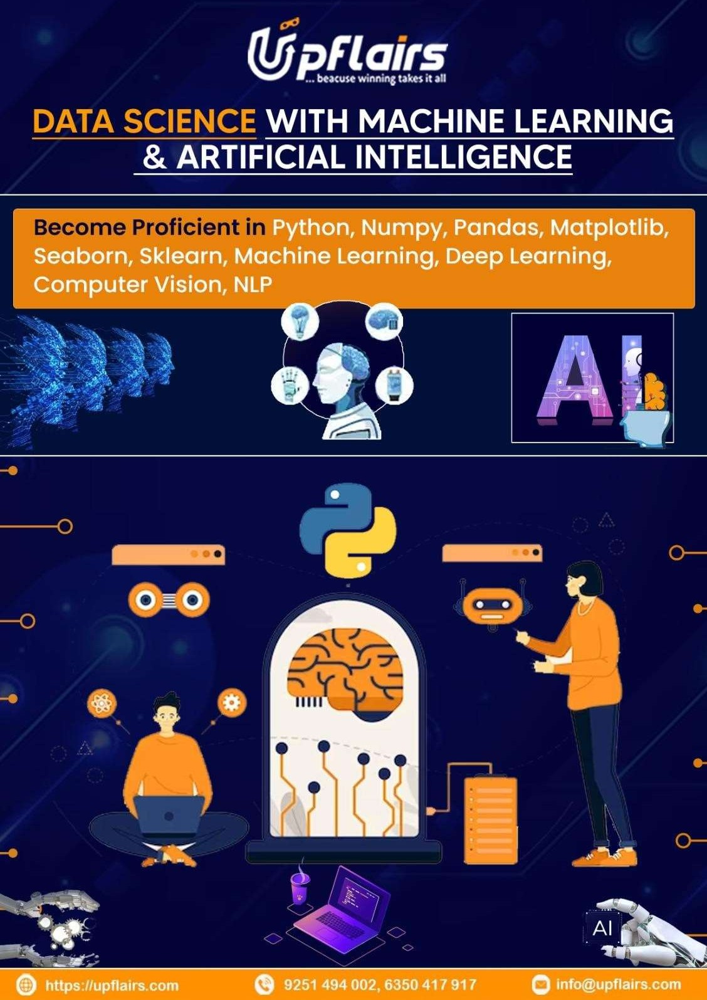 Upflairs
... beacuse winning takes it all
DATA SCIENCE WITH MACHINE LEARNING
& ARTIFICIAL INTELLIGENCE
Become Proficient in Python, Numpy, Pandas, Matplotlib,
Seaborn, Sklearn, Machine Learning, Deep Learning,
Computer Vision, NLP
AI
AI
https://upflairs.com
9251 494 002, 6350 417 917
info@upflairs.com